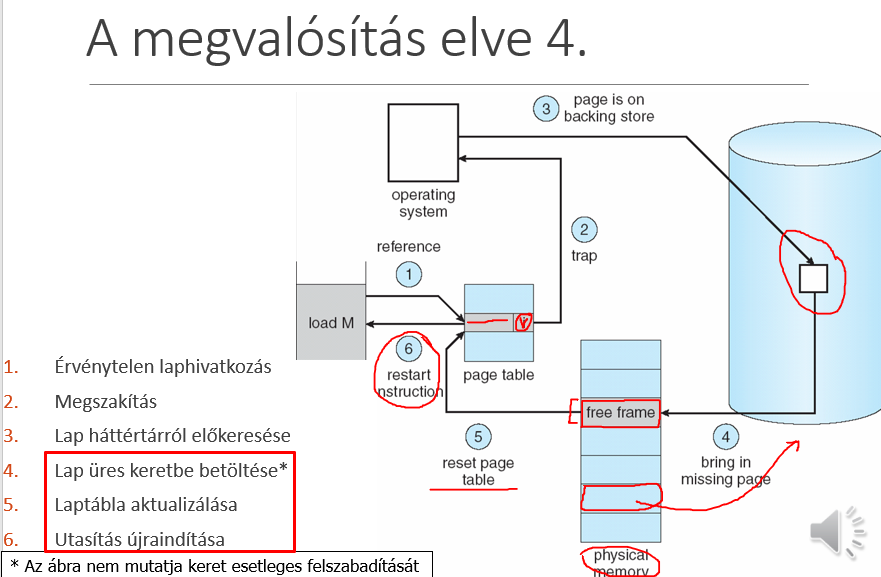 A megvalósítás elve 4.
3
page is on
backing store
operating
system
2
trap
reference
1
load M
6
restart
nstruction
page table
free frame
5
reset page
table
4
bring in
missing page
physical
memory
1. Érvénytelen laphivatkozás
2. Megszakítás
3. Lap háttértárról előkeresése
4. Lap üres keretbe betöltése*
5. Laptábla aktualizálása
6. Utasítás újraindítása
* Az ábra nem mutatja keret esetleges felszabadítását